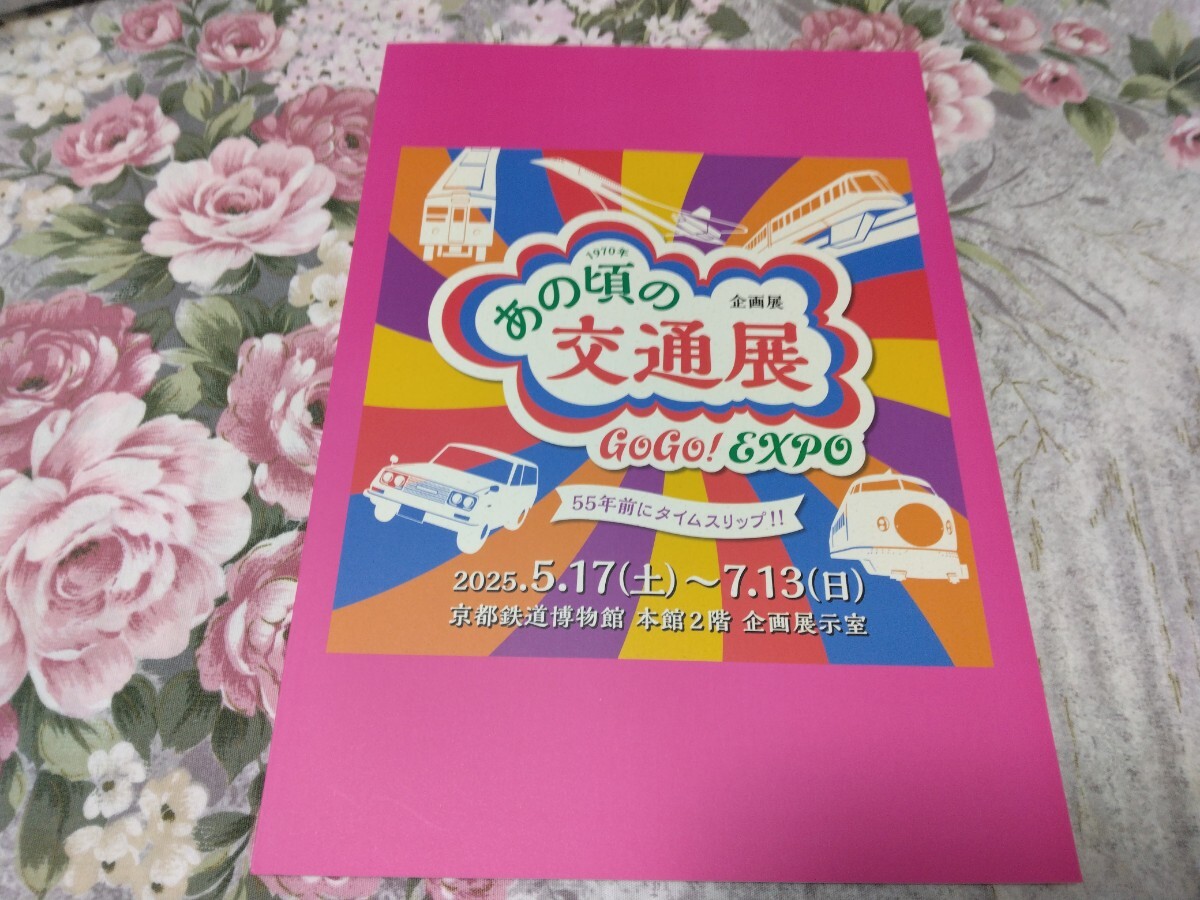 1970年
あの頃の
企画展
交通展
GoGo! EXPO
55年前にタイムスリップ!!
2025.5.17(土)～7.13(日)
京都鉄道博物館 本館2階 企画展示室